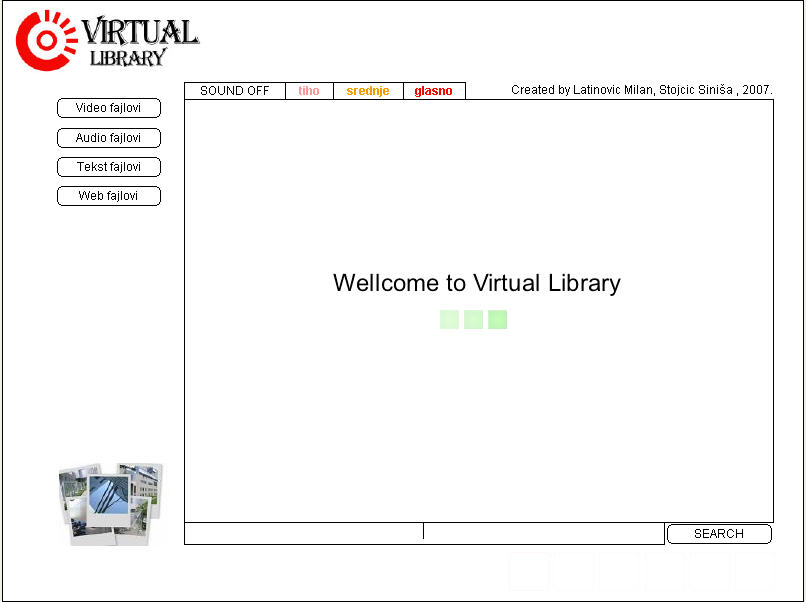 VIRTUAL
LIBRARY
SOUND OFF tiho srednje glasno
Created by Latinovic Milan, Stojcic Siniša , 2007.
Video fajlovi
Audio fajlovi
Tekst fajlovi
Web fajlovi
Wellcome to Virtual Library
SEARCH